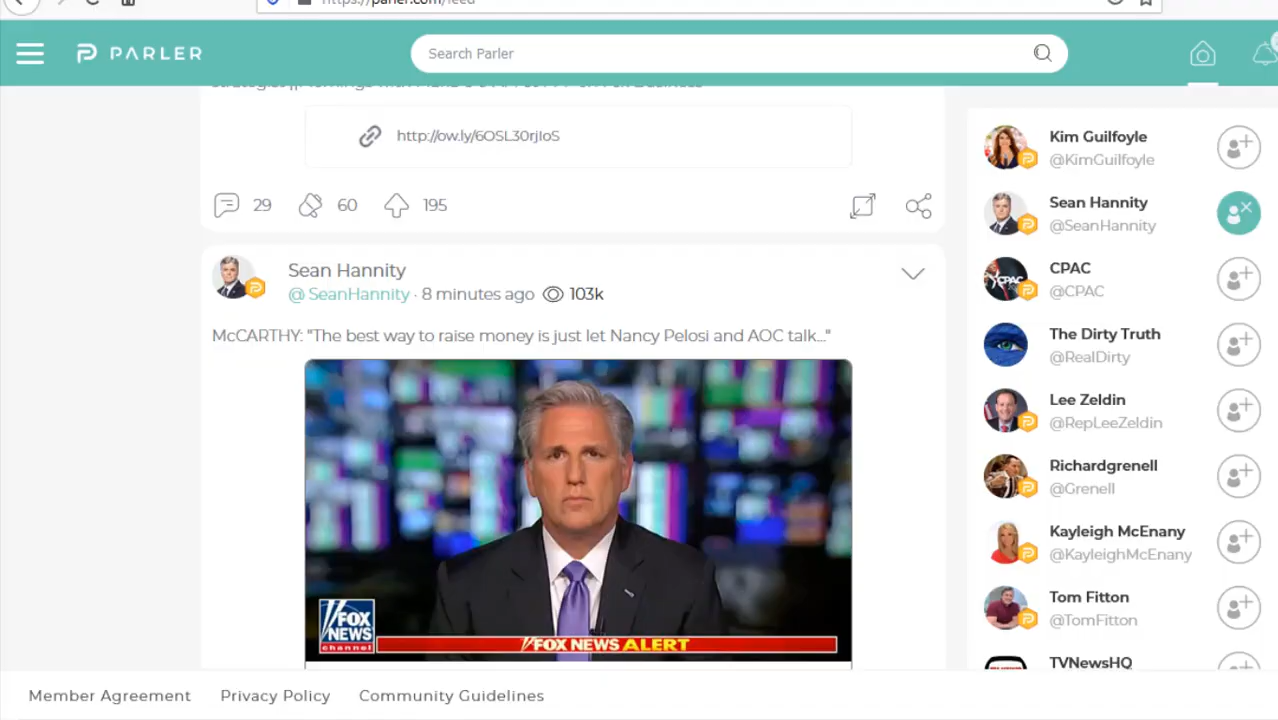 https://parler.com/feed
PARLER
Search Parler
http://ow.ly/6OSL30rjIoS
29 60 195
Sean Hannity
@ SeanHannity · 8 minutes ago 103k
McCARTHY: "The best way to raise money is just let Nancy Pelosi and AOC talk..."
FOX
NEWS
channel
FOX NEWS ALERT
Kim Guilfoyle
@KimGuilfoyle
Sean Hannity
@SeanHannity
CPAC
CPAC
@CPAC
The Dirty Truth
@RealDirty
Lee Zeldin
@RepLeeZeldin
Richardgrenell
@Grenell
Kayleigh McEnany
@KayleighMcEnany
Tom Fitton
@TomFitton
TVNewsHQ
Member Agreement Privacy Policy Community Guidelines